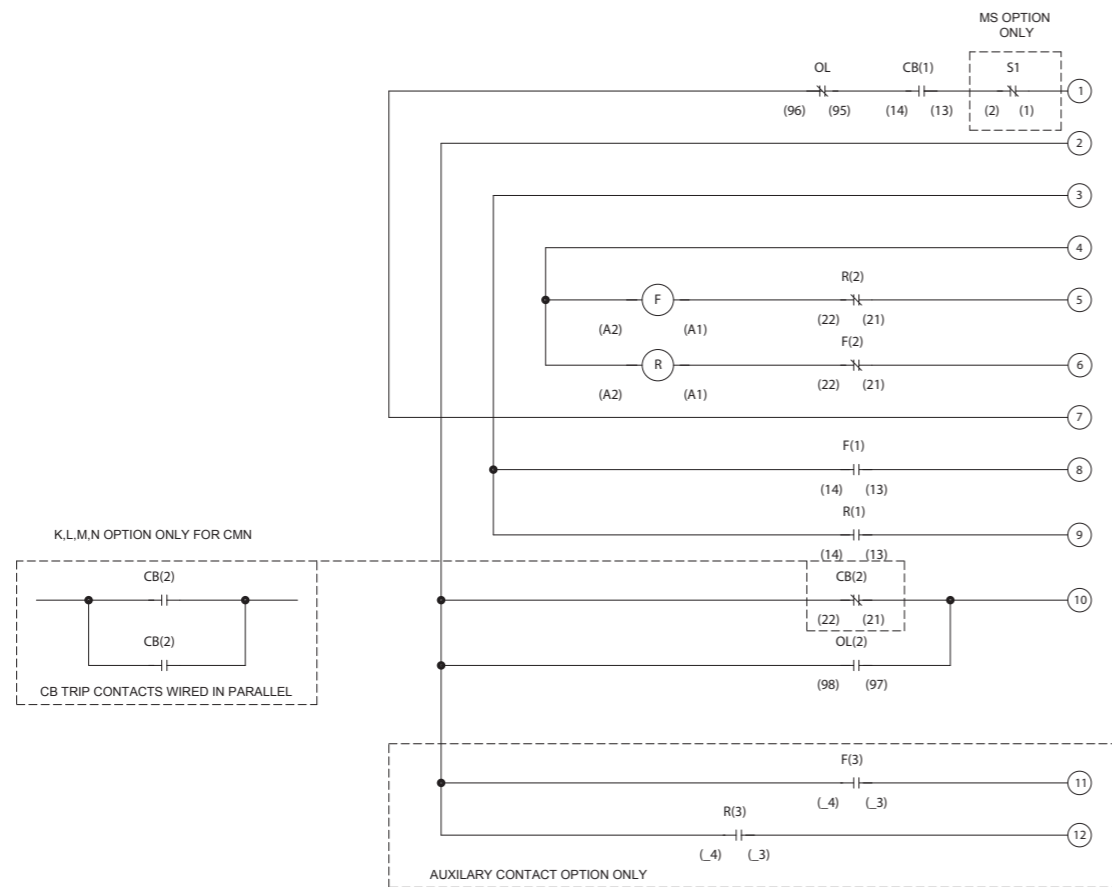 MS OPTION
ONLY
OL CB(1) S1
1
(96) (95) (14) (13) (2) (1)
2
3
4
R(2)
F 5
(A2) (A1) (22) (21)
F(2)
R 6
(A2) (A1) (22) (21)
7
F(1)
8
(14) (13)
R(1)
K,L,M,N OPTION ONLY FOR CMN 9
(14) (13)
CB(2) CB(2)
10
(22) (21)
CB(2) OL(2)
(98) (97)
CB TRIP CONTACTS WIRED IN PARALLEL
F(3)
11
(_4) (_3)
R(3)
12
(_4) (_3)
AUXILARY CONTACT OPTION ONLY